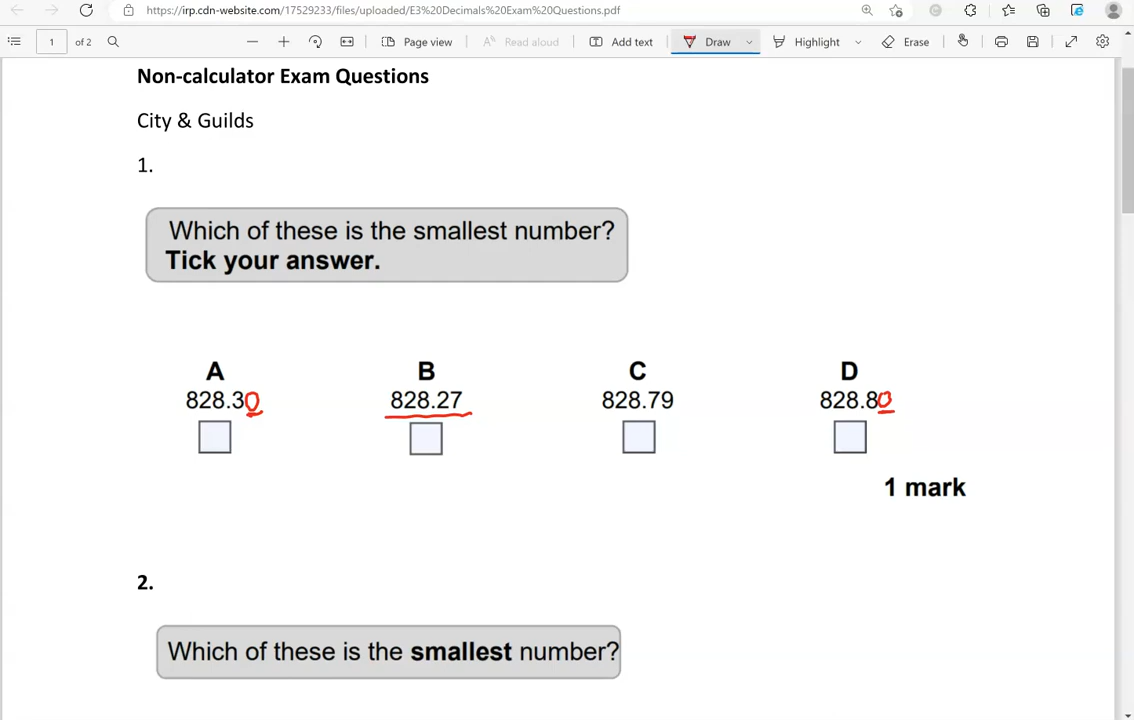 https://irp.cdn-website.com/17529233/files/uploaded/E3%20Decimals%20Exam%20Questions.pdf
1 of 2 Page view Read aloud Add text Draw Highlight Erase
Non-calculator Exam Questions
City & Guilds
1.
Which of these is the smallest number?
Tick your answer.
A B C D
828.30 828.27 828.79 828.80
1 mark
2.
Which of these is the smallest number?